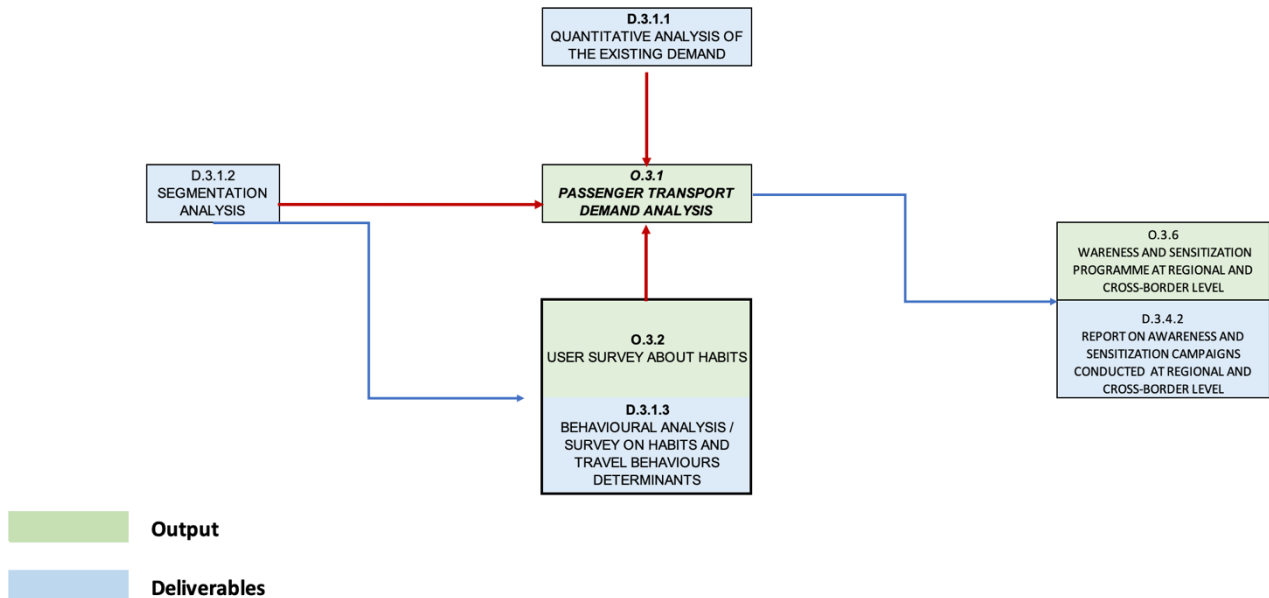 D.3.1.1
QUANTITATIVE ANALYSIS OF
THE EXISTING DEMAND
D.3.1.2
SEGMENTATION
ANALYSIS
O.3.1
PASSENGER TRANSPORT
DEMAND ANALYSIS
O.3.6
WARENESS AND SENSITIZATION
PROGRAMME AT REGIONAL AND
CROSS-BORDER LEVEL
D.3.4.2
REPORT ON AWARENESS AND
SENSITIZATION CAMPAIGNS
CONDUCTED AT REGIONAL AND
CROSS-BORDER LEVEL
O.3.2
USER SURVEY ABOUT HABITS
D.3.1.3
BEHAVIOURAL ANALYSIS /
SURVEY ON HABITS AND
TRAVEL BEHAVIOURS
DETERMINANTS
Output
Deliverables